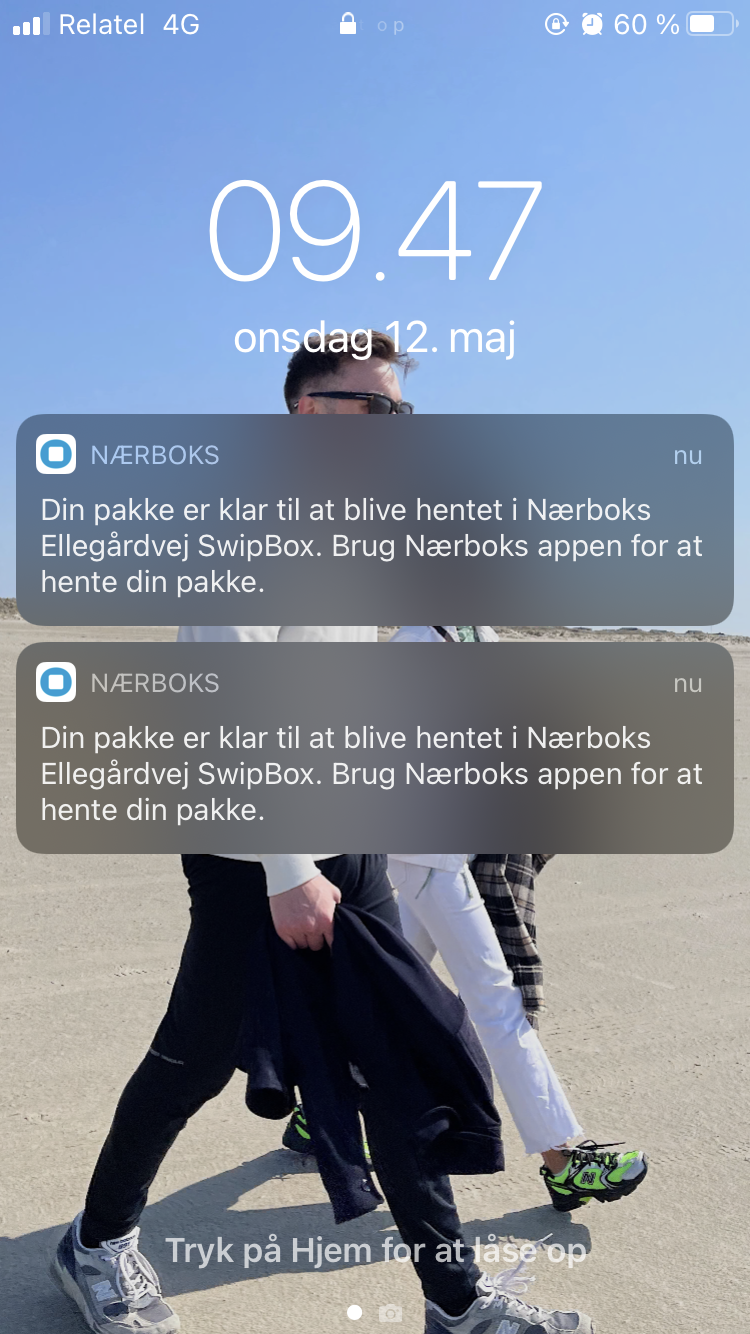 Relatel 4G 60 %
09.47
onsdag 12. maj
NÆRBOKS nu
Din pakke er klar til at blive hentet i Nærboks
Ellegårdvej SwipBox. Brug Nærboks appen for at
hente din pakke.
NÆRBOKS nu
Din pakke er klar til at blive hentet i Nærboks
Ellegårdvej SwipBox. Brug Nærboks appen for at
hente din pakke.
Tryk på Hjem for at låse op